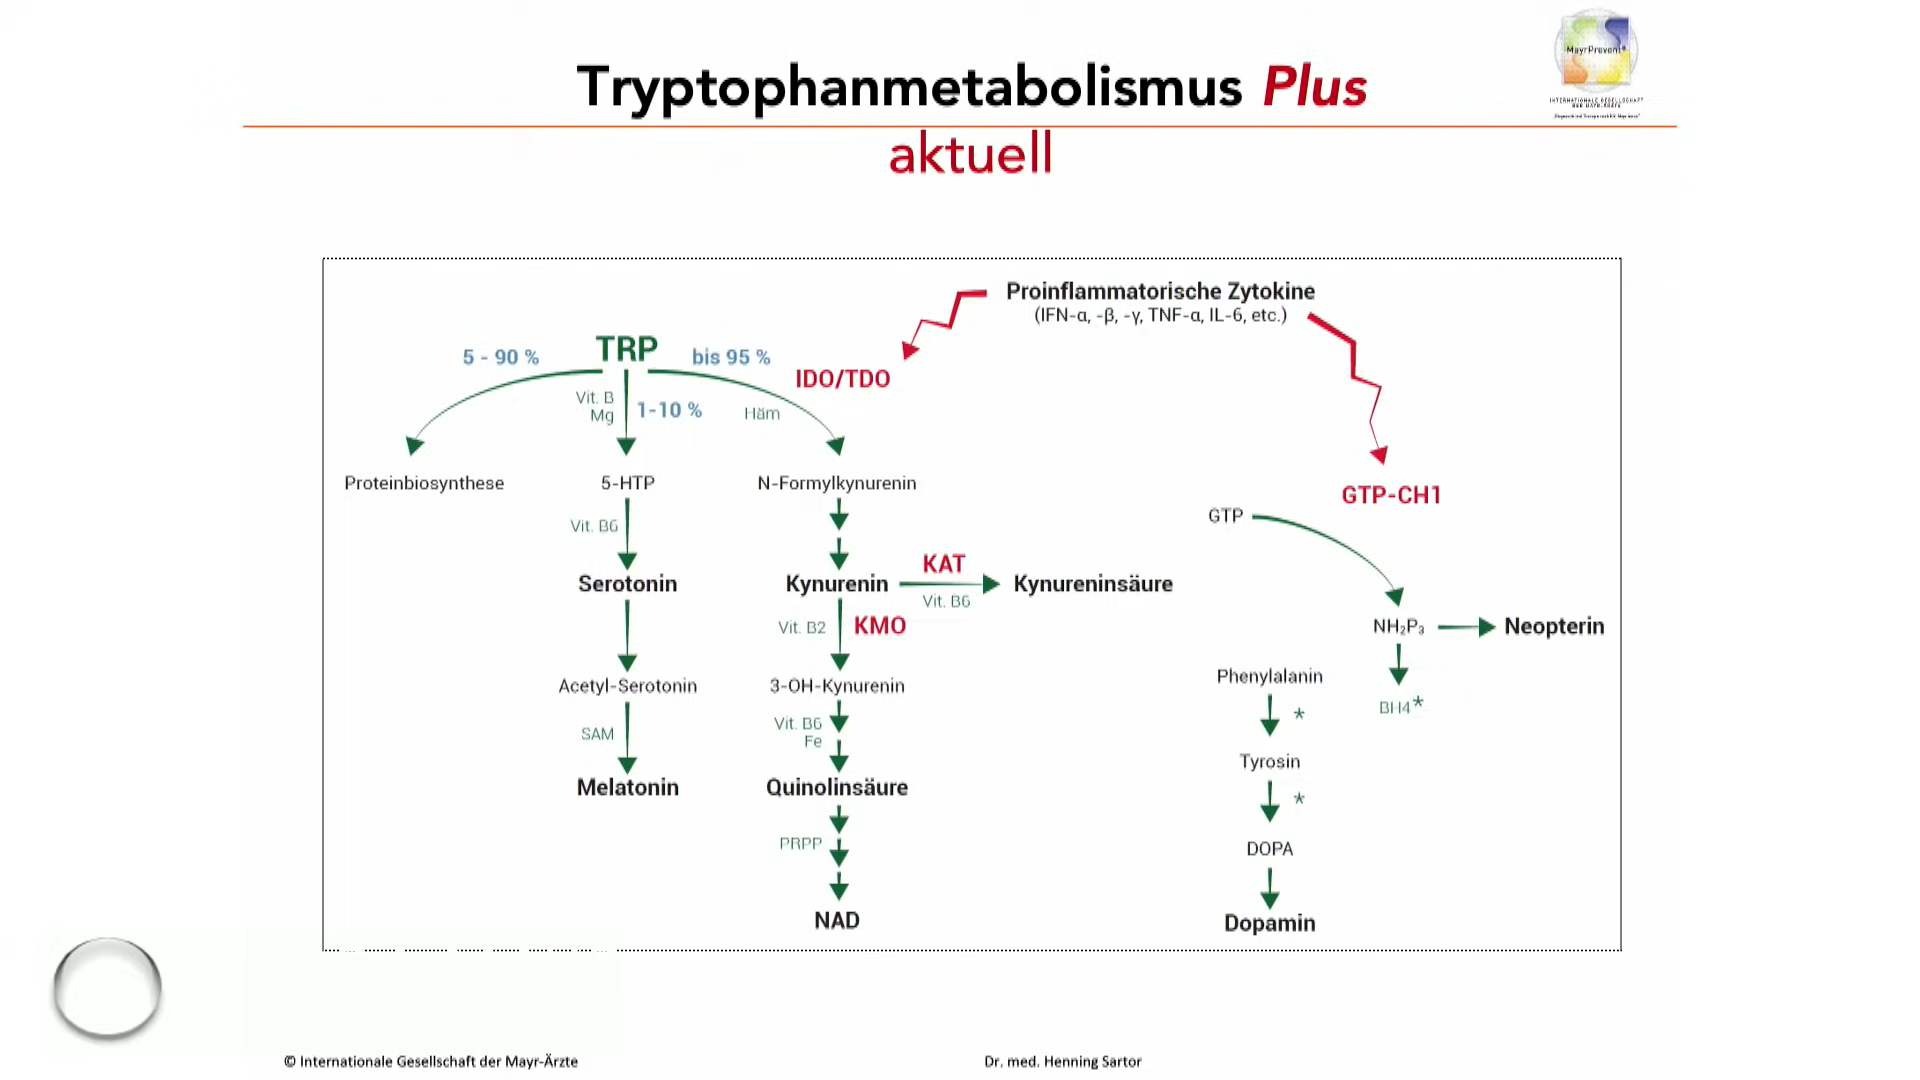 Tryptophanmetabolismus Plus
aktuell
MayrPrevent®
INTERNATIONALE GESELLSCHAFT
DER MAYR-ÄRZTE
Proinflammatorische Zytokine
(IFN-α, -β, -γ, TNF-α, IL-6, etc.)
5 - 90 %
TRP
bis 95 %
IDO/TDO
Vit. B
Mg
1-10 %
Häm
Proteinbiosynthese
5-HTP
N-Formylkynurenin
GTP-CH1
GTP
Vit. B6
KAT
Serotonin
Kynurenin
Kynureninsäure
Vit. B6
Vit. B2
KMO
NH₂P₃
Neopterin
Phenylalanin
Acetyl-Serotonin
3-OH-Kynurenin
BH4*
*
Vit. B6
Fe
SAM
Tyrosin
Melatonin
Quinolinsäure
*
PRPP
DOPA
NAD
Dopamin
© Internationale Gesellschaft der Mayr-Ärzte
Dr. med. Henning Sartor